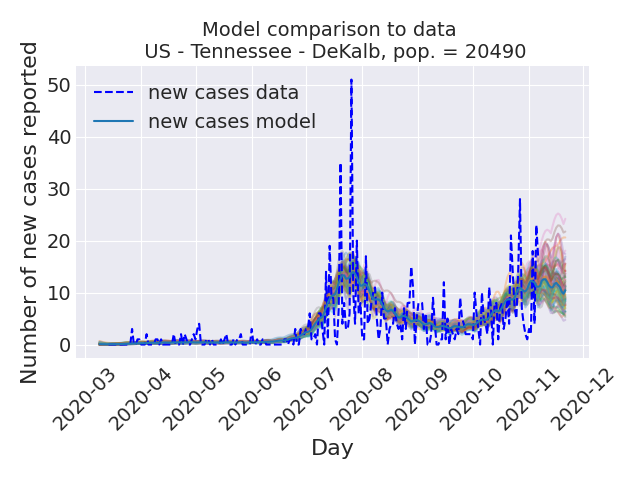 Model comparison to data
US - Tennessee - DeKalb, pop. = 20490
Number of new cases reported
50
40
30
20
10
0
new cases data
new cases model
2020-03
2020-04
2020-05
2020-06
2020-07
2020-08
2020-09
2020-10
2020-11
2020-12
Day